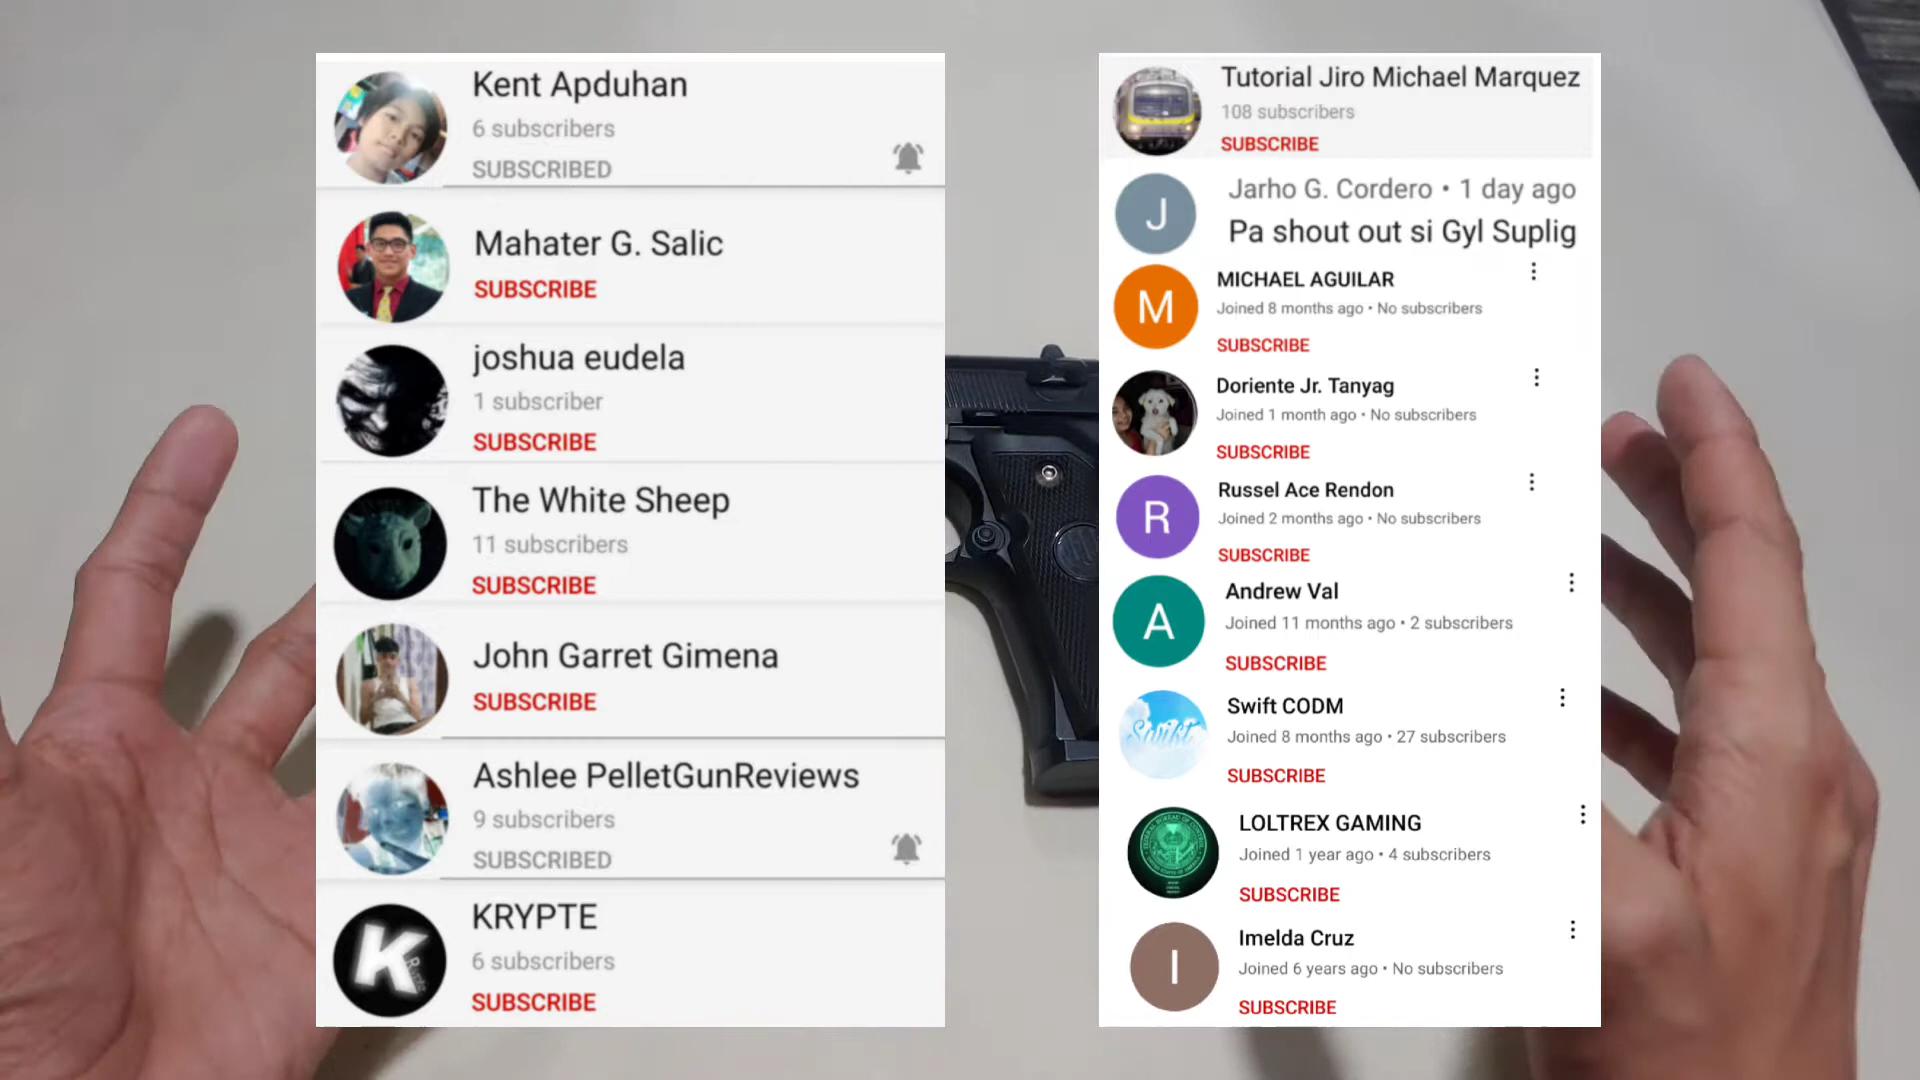 Kent Apduhan
6 subscribers
SUBSCRIBED
Mahater G. Salic
SUBSCRIBE
joshua eudela
1 subscriber
SUBSCRIBE
The White Sheep
11 subscribers
SUBSCRIBE
John Garret Gimena
SUBSCRIBE
Ashlee PelletGunReviews
9 subscribers
SUBSCRIBED
K
KRYPTE
6 subscribers
SUBSCRIBE
Tutorial Jiro Michael Marquez
108 subscribers
SUBSCRIBE
J
Jarho G. Cordero • 1 day ago
Pa shout out si Gyl Suplig
M
MICHAEL AGUILAR
Joined 8 months ago • No subscribers
SUBSCRIBE
Doriente Jr. Tanyag
Joined 1 month ago • No subscribers
SUBSCRIBE
R
Russel Ace Rendon
Joined 2 months ago • No subscribers
SUBSCRIBE
A
Andrew Val
Joined 11 months ago • 2 subscribers
SUBSCRIBE
Swift
Swift CODM
Joined 8 months ago • 27 subscribers
SUBSCRIBE
LOLTREX GAMING
Joined 1 year ago • 4 subscribers
SUBSCRIBE
I
Imelda Cruz
Joined 6 years ago • No subscribers
SUBSCRIBE